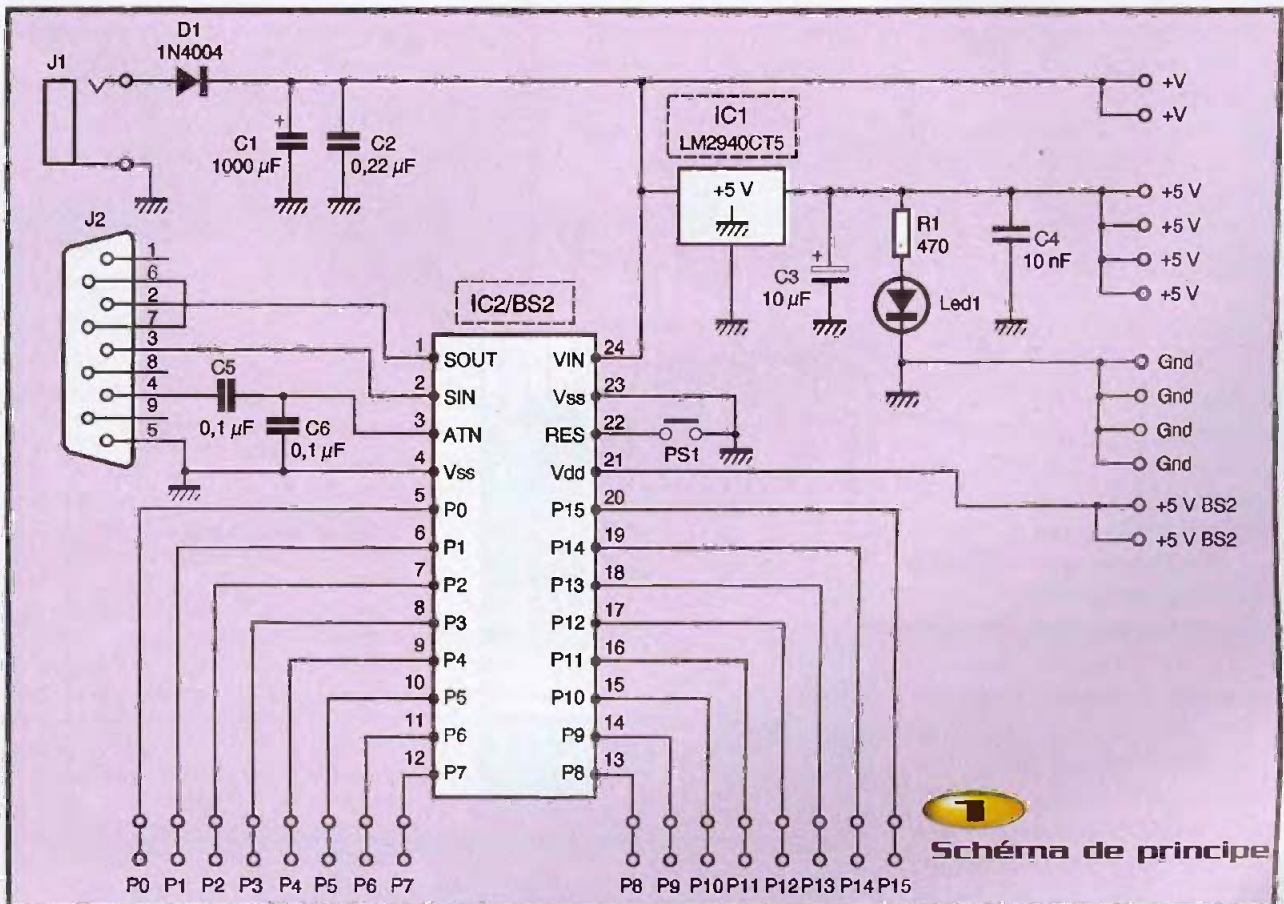 D1
1N4004
J1
+V
+V
C1
1000 µF
+
C2
0,22 µF
IC1
LM2940CT5
+5 V
+5 V
+5 V
+5 V
+5 V
R1
470
C4
10 nF
+
C3
10 µF
Led1
J2
1
6
2
7
3
8
4
9
5
C5
0,1 µF
C6
0,1 µF
IC2/BS2
1 SOUT VIN 24
2 SIN Vss 23
3 ATN RES 22
PS1
4 Vss Vdd 21
5 P0 P15 20
6 P1 P14 19
7 P2 P13 18
8 P3 P12 17
9 P4 P11 16
10 P5 P10 15
11 P6 P9 14
12 P7 P8 13
Gnd
Gnd
Gnd
Gnd
+5 V BS2
+5 V BS2
1
Schéma de principe
P0 P1 P2 P3 P4 P5 P6 P7 P8 P9 P10 P11 P12 P13 P14 P15